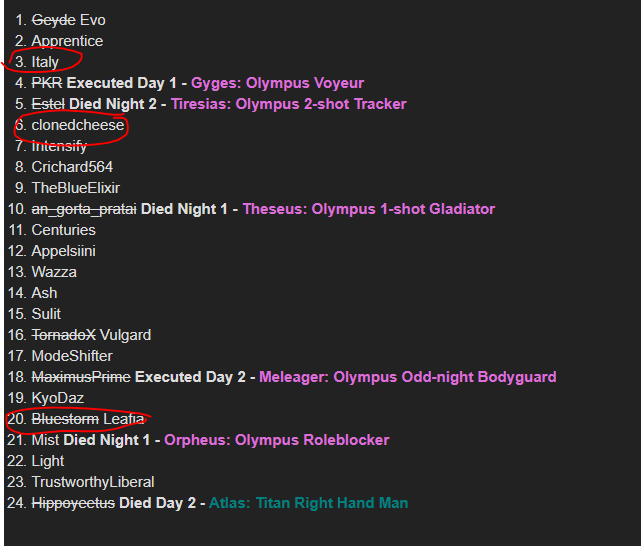 1. Geyde Evo
2. Apprentice
3. Italy
4. PKR Executed Day 1 - Gyges: Olympus Voyeur
5. Estel Died Night 2 - Tiresias: Olympus 2-shot Tracker
6. clonedcheese
7. Intensify
8. Crichard564
9. TheBlueElixir
10. an_gorta_pratai Died Night 1 - Theseus: Olympus 1-shot Gladiator
11. Centuries
12. Appelsiini
13. Wazza
14. Ash
15. Sulit
16. TornadoX Vulgard
17. ModeShifter
18. MaximusPrime Executed Day 2 - Meleager: Olympus Odd-night Bodyguard
19. KyoDaz
20. Bluestorm Leafia
21. Mist Died Night 1 - Orpheus: Olympus Roleblocker
22. Light
23. TrustworthyLiberal
24. Hippoyeetus Died Day 2 - Atlas: Titan Right Hand Man